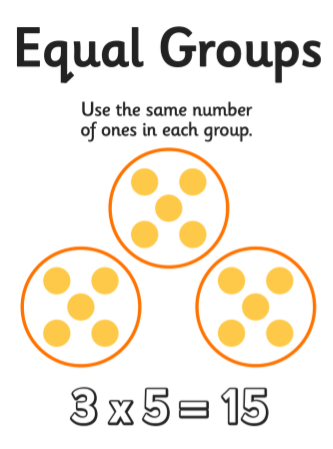 Equal Groups
Use the same number
of ones in each group.
3 x 5 = 15